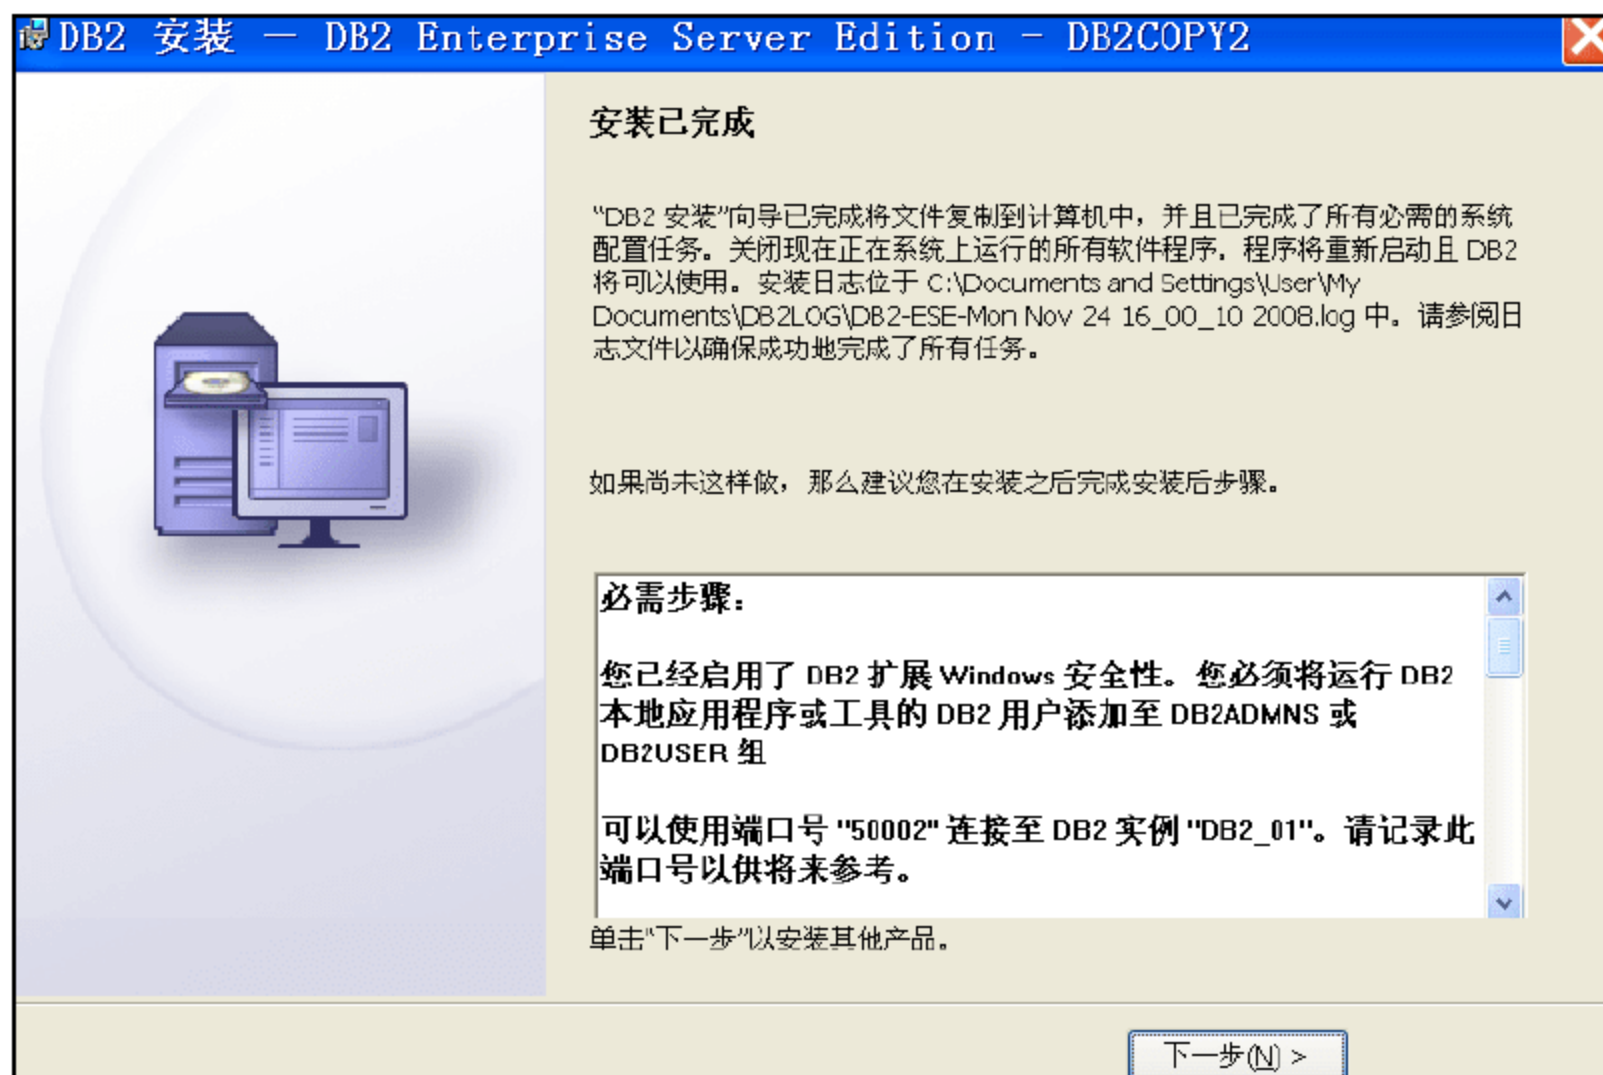 DB2 安装 — DB2 Enterprise Server Edition - DB2COPY2
安装已完成
“DB2 安装”向导已完成将文件复制到计算机中，并且已完成了所有必需的系统
配置任务。关闭现在正在系统上运行的所有软件程序，程序将重新启动且 DB2
将可以使用。安装日志位于 C:\Documents and Settings\User\My
Documents\DB2LOG\DB2-ESE-Mon Nov 24 16_00_10 2008.log 中。请参阅日
志文件以确保成功地完成了所有任务。
如果尚未这样做，那么建议您在安装之后完成安装后步骤。
必需步骤：
您已经启用了 DB2 扩展 Windows 安全性。您必须将运行 DB2
本地应用程序或工具的 DB2 用户添加至 DB2ADMNS 或
DB2USER 组
可以使用端口号 "50002" 连接至 DB2 实例 "DB2_01"。请记录此
端口号以供将来参考。
单击“下一步”以安装其他产品。
下一步(N) >